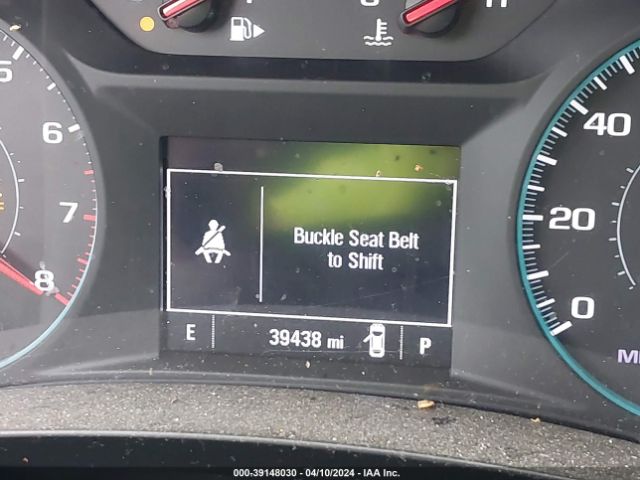 H
5
6
7
8
40
20
0
Buckle Seat Belt
to Shift
E
39438 mi
P
000-39148030 - 04/10/2024 - IAA Inc.